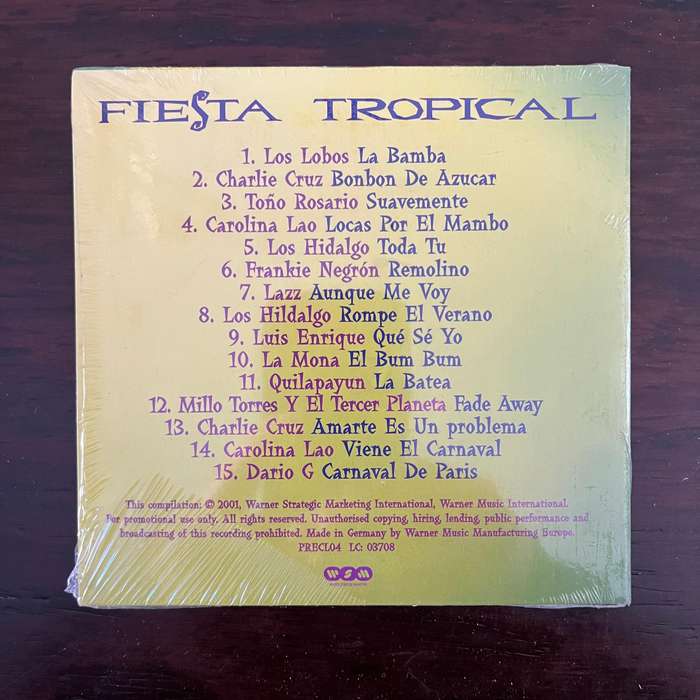 FIESTA TROPICAL
1. Los Lobos La Bamba
2. Charlie Cruz Bonbon De Azucar
3. Toño Rosario Suavemente
4. Carolina Lao Locas Por El Mambo
5. Los Hidalgo Toda Tu
6. Frankie Negrón Remolino
7. Lazz Aunque Me Voy
8. Los Hildalgo Rompe El Verano
9. Luis Enrique Qué Sé Yo
10. La Mona El Bum Bum
11. Quilapayun La Batea
12. Millo Torres Y El Tercer Planeta Fade Away
13. Charlie Cruz Amarte Es Un problema
14. Carolina Lao Viene El Carnaval
15. Dario G Carnaval De Paris
This compilation: © 2001, Warner Strategic Marketing International, Warner Music International.
For promotional use only. All rights reserved. Unauthorised copying, hiring, lending, public performance and
broadcasting of this recording prohibited. Made in Germany by Warner Music Manufacturing Europe.
PRECL04 LC: 03708
WSM